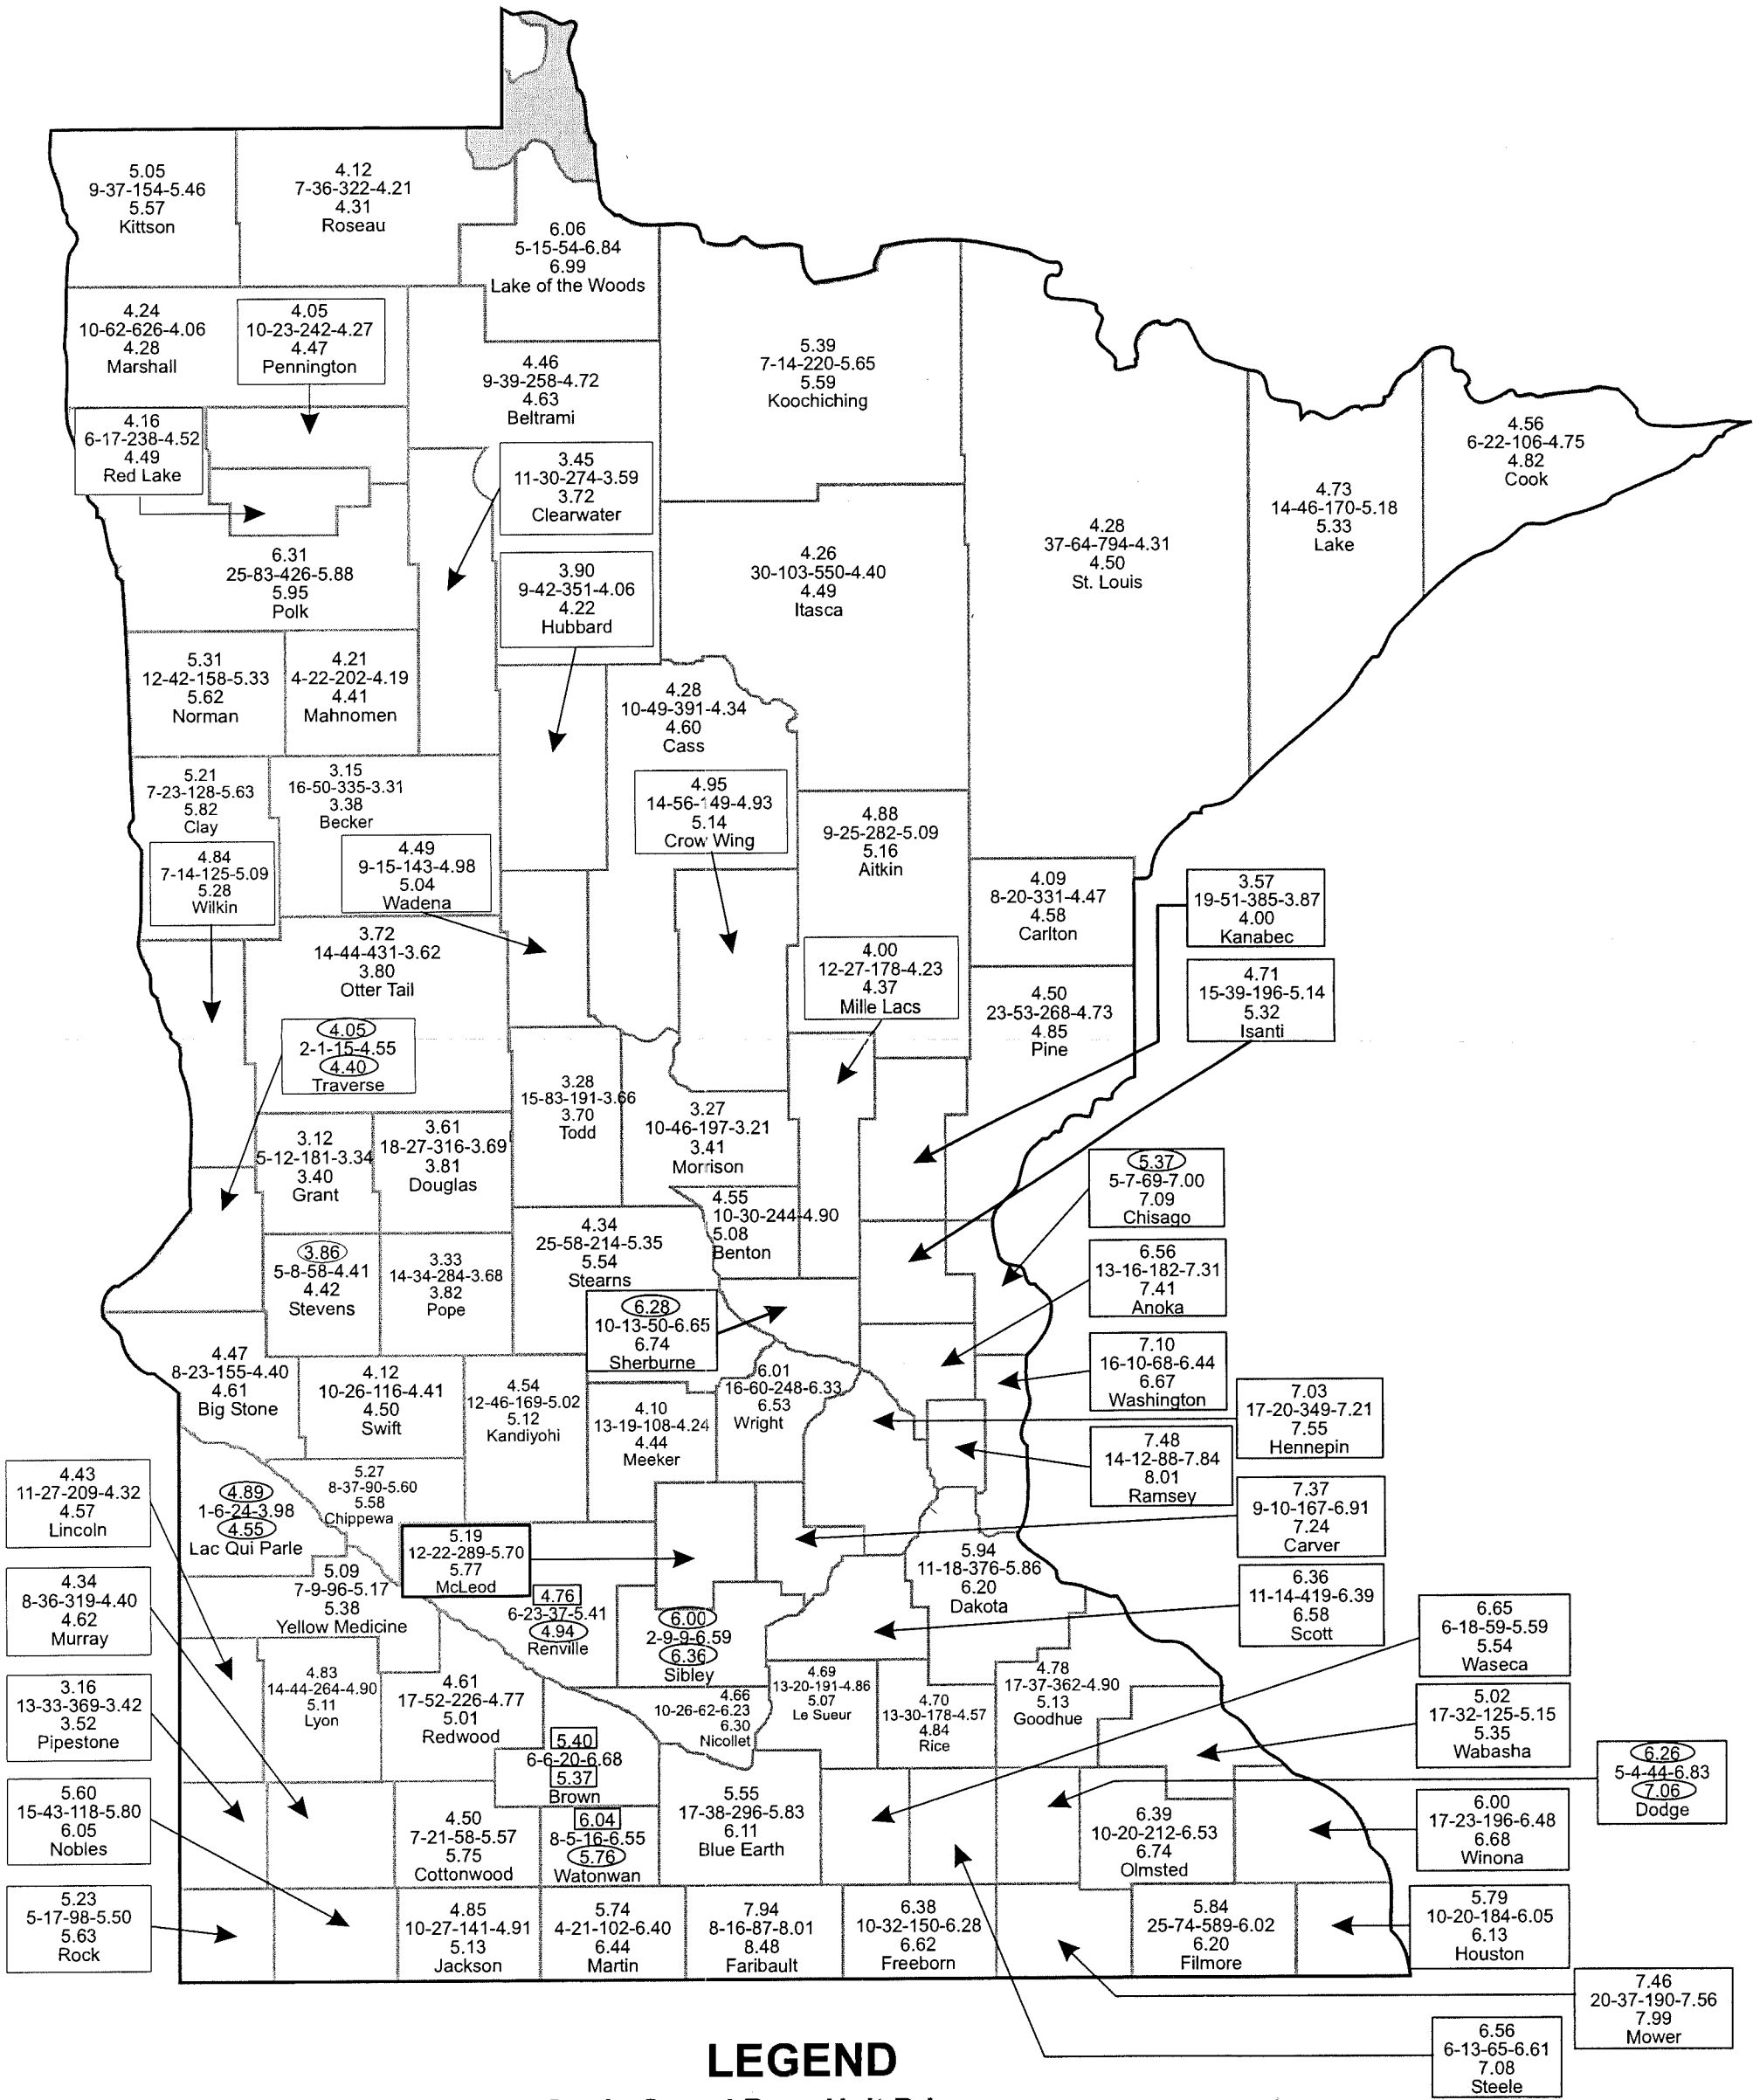 5.05
9-37-154-5.46
5.57
Kittson
4.12
7-36-322-4.21
4.31
Roseau
6.06
5-15-54-6.84
6.99
Lake of the Woods
4.24
10-62-626-4.06
4.28
Marshall
4.05
10-23-242-4.27
4.47
Pennington
4.46
9-39-258-4.72
4.63
Beltrami
5.39
7-14-220-5.65
5.59
Koochiching
4.16
6-17-238-4.52
4.49
Red Lake
3.45
11-30-274-3.59
3.72
Clearwater
4.28
37-64-794-4.31
4.50
St. Louis
4.73
14-46-170-5.18
5.33
Lake
4.56
6-22-106-4.75
4.82
Cook
6.31
25-83-426-5.88
5.95
Polk
3.90
9-42-351-4.06
4.22
Hubbard
4.26
30-103-550-4.40
4.49
Itasca
5.31
12-42-158-5.33
5.62
Norman
4.21
4-22-202-4.19
4.41
Mahnomen
4.28
10-49-391-4.34
4.60
Cass
5.21
7-23-128-5.63
5.82
Clay
3.15
16-50-335-3.31
3.38
Becker
4.95
14-56-149-4.93
5.14
Crow Wing
4.88
9-25-282-5.09
5.16
Aitkin
4.84
7-14-125-5.09
5.28
Wilkin
4.49
9-15-143-4.98
5.04
Wadena
4.09
8-20-331-4.47
4.58
Carlton
3.57
19-51-385-3.87
4.00
Kanabec
3.72
14-44-431-3.62
3.80
Otter Tail
4.00
12-27-178-4.23
4.37
Mille Lacs
4.50
23-53-268-4.73
4.85
Pine
4.71
15-39-196-5.14
5.32
Isanti
4.05
2-1-15-4.55
4.40
Traverse
3.28
15-83-191-3.66
3.70
Todd
3.27
10-46-197-3.21
3.41
Morrison
3.12
5-12-181-3.34
3.40
Grant
3.61
18-27-316-3.69
3.81
Douglas
5.37
5-7-69-7.00
7.09
Chisago
4.55
10-30-244-4.90
5.08
Benton
4.34
25-58-214-5.35
5.54
Stearns
3.86
5-8-58-4.41
4.42
Stevens
3.33
14-34-284-3.68
3.82
Pope
6.56
13-16-182-7.31
7.41
Anoka
6.28
10-13-50-6.65
6.74
Sherburne
4.47
8-23-155-4.40
4.61
Big Stone
4.12
10-26-116-4.41
4.50
Swift
4.54
12-46-169-5.02
5.12
Kandiyohi
4.10
13-19-108-4.24
4.44
Meeker
6.01
16-60-248-6.33
6.53
Wright
7.10
16-10-68-6.44
6.67
Washington
7.03
17-20-349-7.21
7.55
Hennepin
7.48
14-12-88-7.84
8.01
Ramsey
4.43
11-27-209-4.32
4.57
Lincoln
4.89
1-6-24-3.98
4.55
Lac Qui Parle
5.27
8-37-90-5.60
5.58
Chippewa
7.37
9-10-167-6.91
7.24
Carver
5.19
12-22-289-5.70
5.77
McLeod
5.94
11-18-376-5.86
6.20
Dakota
4.34
8-36-319-4.40
4.62
Murray
5.09
7-9-96-5.17
5.38
Yellow Medicine
4.76
6-23-37-5.41
4.94
Renville
6.00
2-9-9-6.59
6.36
Sibley
6.36
11-14-419-6.39
6.58
Scott
6.65
6-18-59-5.59
5.54
Waseca
3.16
13-33-369-3.42
3.52
Pipestone
4.83
14-44-264-4.90
5.11
Lyon
4.61
17-52-226-4.77
5.01
Redwood
4.66
10-26-62-6.23
6.30
Nicollet
4.69
13-20-191-4.86
5.07
Le Sueur
4.70
13-30-178-4.57
4.84
Rice
4.78
17-37-362-4.90
5.13
Goodhue
5.02
17-32-125-5.15
5.35
Wabasha
5.40
6-6-20-6.68
5.37
Brown
6.26
5-4-44-6.83
7.06
Dodge
5.60
15-43-118-5.80
6.05
Nobles
4.50
7-21-58-5.57
5.75
Cottonwood
6.04
8-5-16-6.55
5.76
Watonwan
5.55
17-38-296-5.83
6.11
Blue Earth
6.39
10-20-212-6.53
6.74
Olmsted
6.00
17-23-196-6.48
6.68
Winona
5.23
5-17-98-5.50
5.63
Rock
4.85
10-27-141-4.91
5.13
Jackson
5.74
4-21-102-6.40
6.44
Martin
7.94
8-16-87-8.01
8.48
Faribault
6.38
10-32-150-6.28
6.62
Freeborn
5.84
25-74-589-6.02
6.20
Filmore
5.79
10-20-184-6.05
6.13
Houston
7.46
20-37-190-7.56
7.99
Mower
6.56
6-13-65-6.61
7.08
Steele
LEGEND